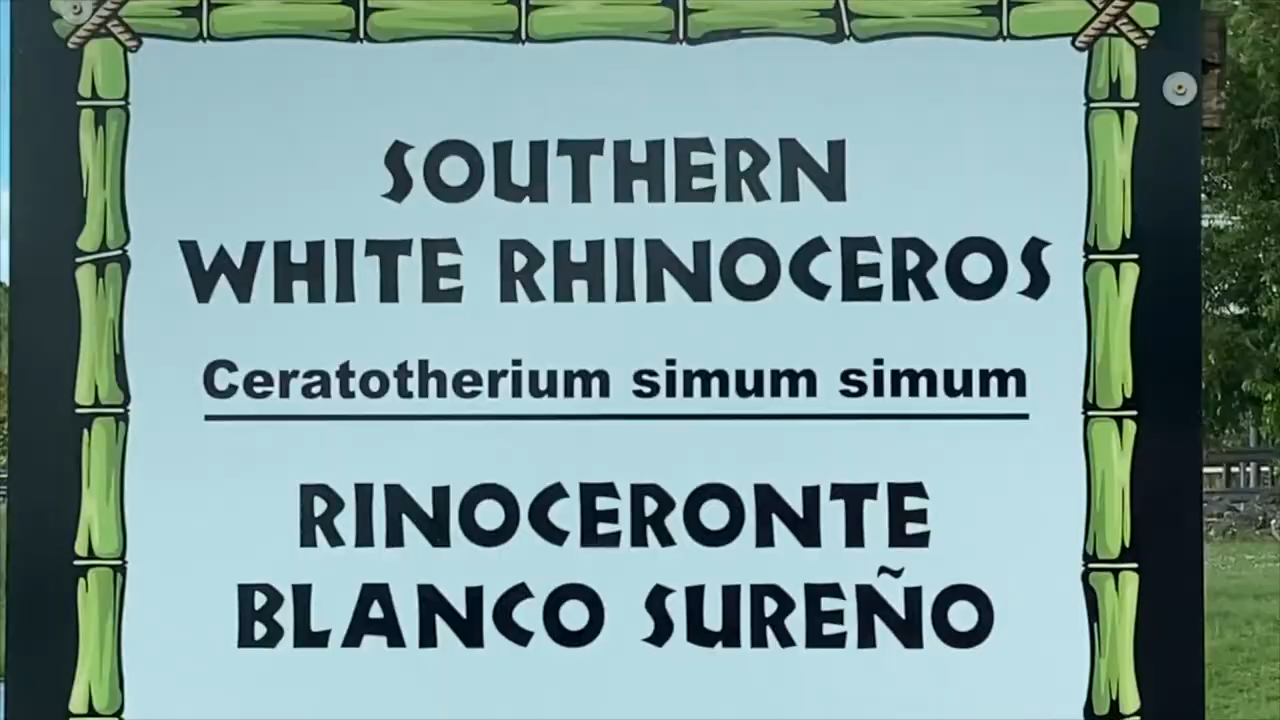 SOUTHERN
WHITE RHINOCEROS
Ceratotherium simum simum
RINOCERONTE
BLANCO SUREÑO